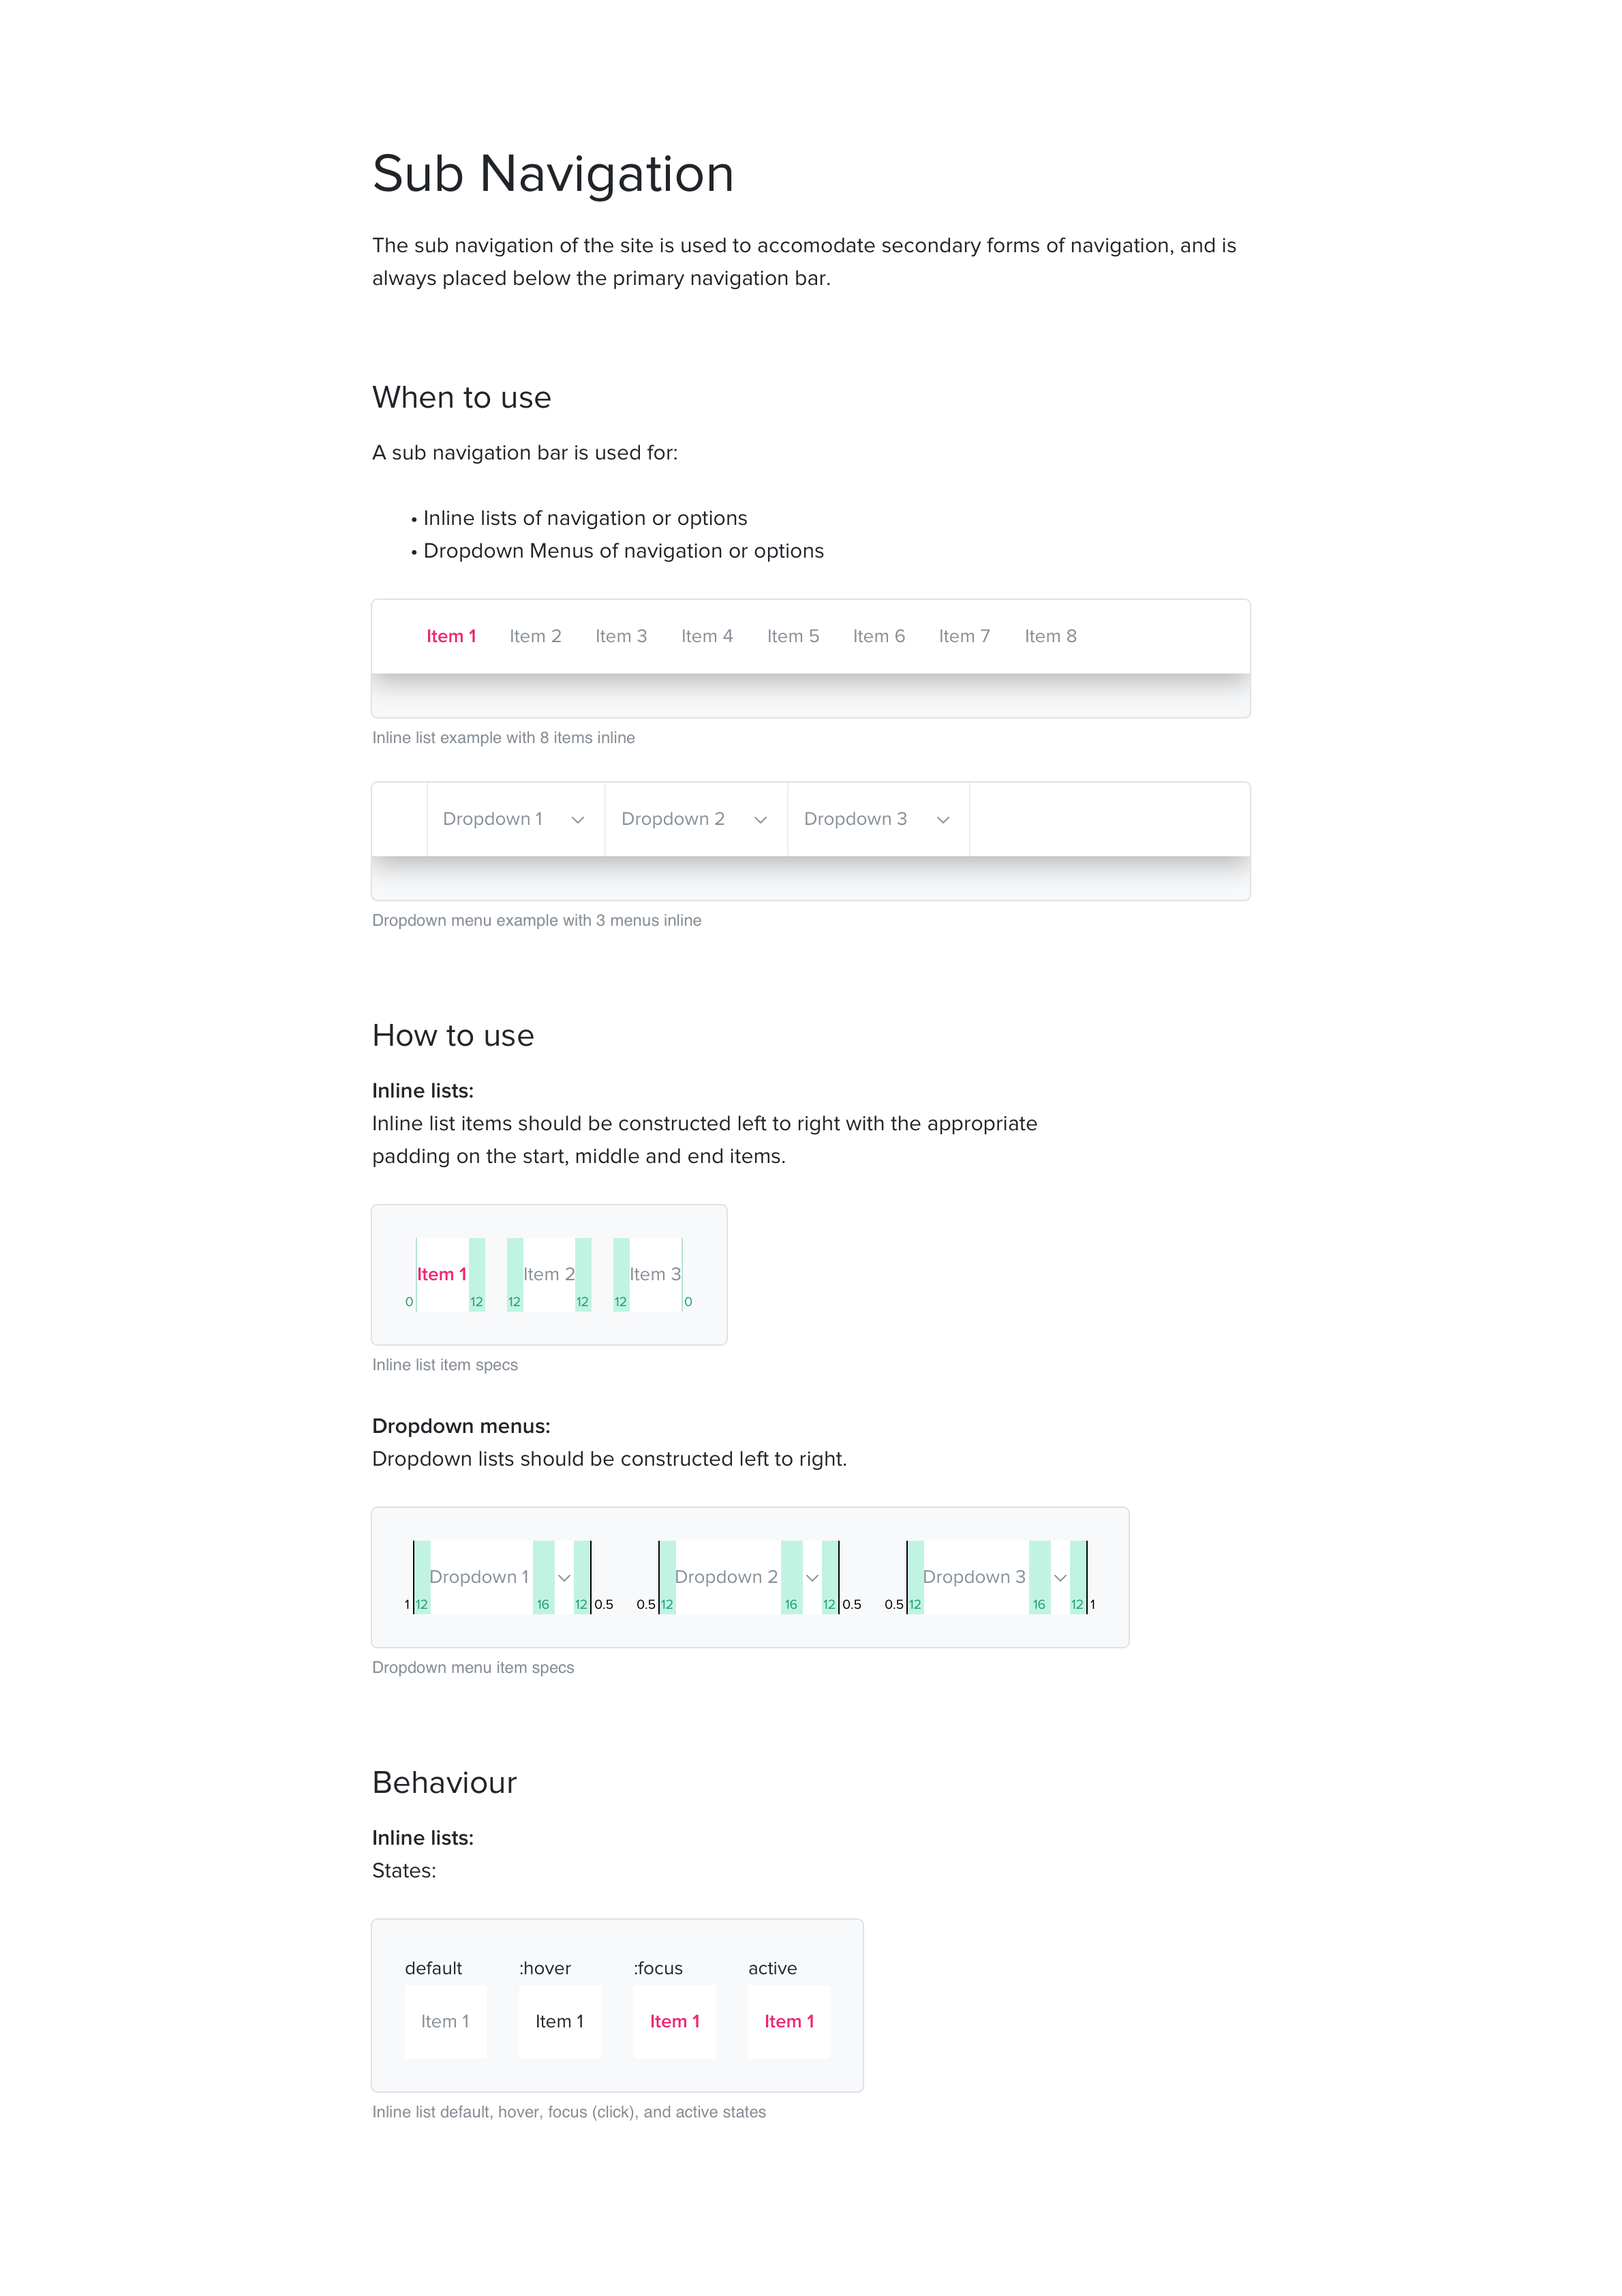 Sub Navigation
The sub navigation of the site is used to accomodate secondary forms of navigation, and is
always placed below the primary navigation bar.
When to use
A sub navigation bar is used for:
• Inline lists of navigation or options
• Dropdown Menus of navigation or options
Item 1 Item 2 Item 3 Item 4 Item 5 Item 6 Item 7 Item 8
Inline list example with 8 items inline
Dropdown 1 Dropdown 2 Dropdown 3
Dropdown menu example with 3 menus inline
How to use
Inline lists:
Inline list items should be constructed left to right with the appropriate
padding on the start, middle and end items.
Item 1 Item 2 Item 3
0 12 12 12 12 0
Inline list item specs
Dropdown menus:
Dropdown lists should be constructed left to right.
Dropdown 1 Dropdown 2 Dropdown 3
1 12 16 12 0.5 0.5 12 16 12 0.5 0.5 12 16 12 1
Dropdown menu item specs
Behaviour
Inline lists:
States:
default :hover :focus active
Item 1 Item 1 Item 1 Item 1
Inline list default, hover, focus (click), and active states